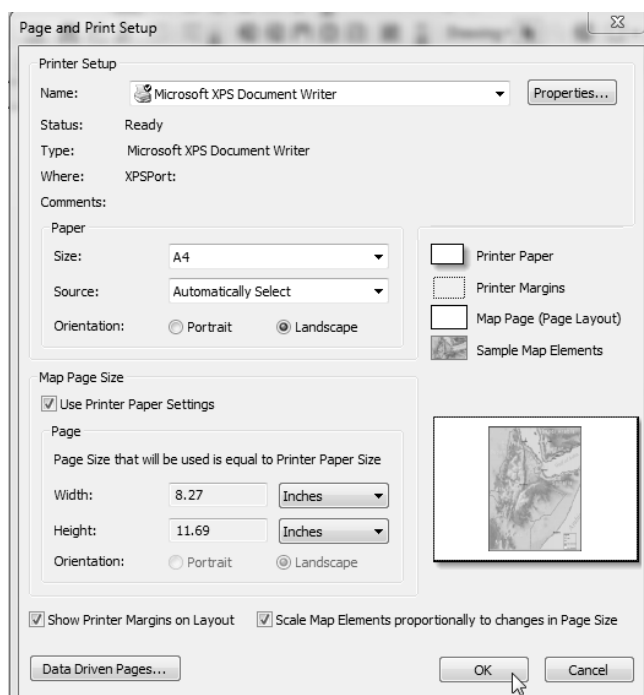 Page and Print Setup
Printer Setup
Name: Microsoft XPS Document Writer Properties...
Status: Ready
Type: Microsoft XPS Document Writer
Where: XPSPort:
Comments:
Paper
Size: A4
Source: Automatically Select
Orientation: Portrait Landscape
Printer Paper
Printer Margins
Map Page (Page Layout)
Sample Map Elements
Map Page Size
Use Printer Paper Settings
Page
Page Size that will be used is equal to Printer Paper Size
Width: 8.27 Inches
Height: 11.69 Inches
Orientation: Portrait Landscape
Show Printer Margins on Layout Scale Map Elements proportionally to changes in Page Size
Data Driven Pages... OK Cancel